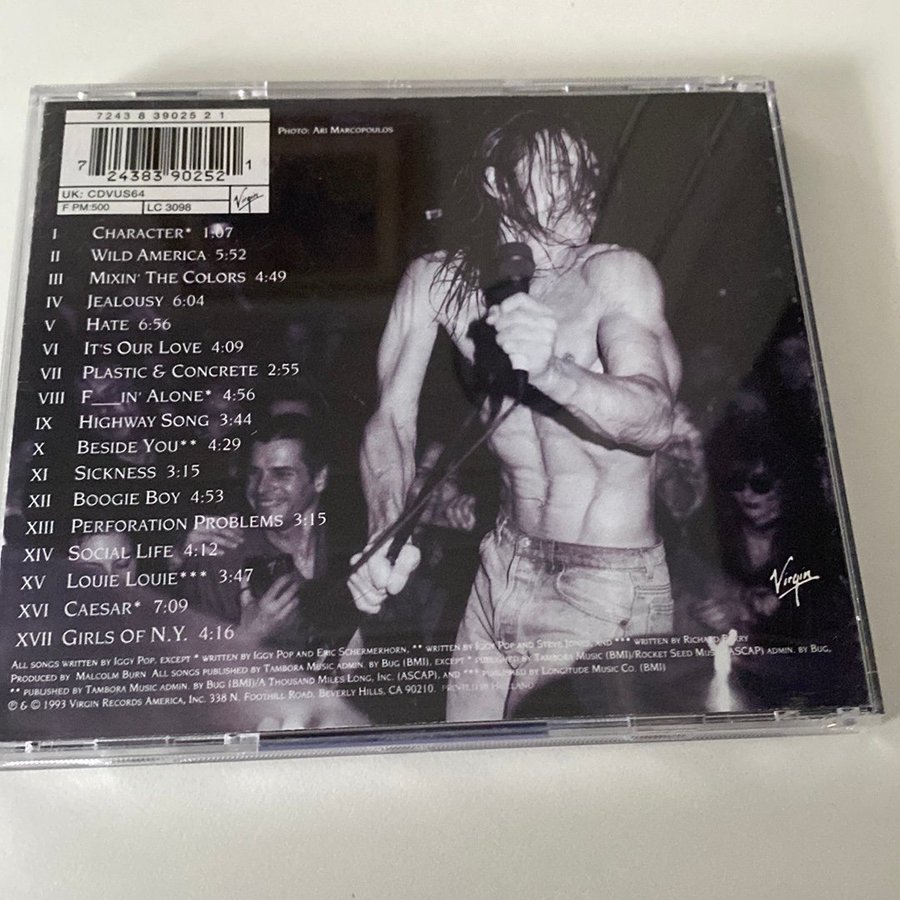 7243 8 39025 2 1
PHOTO: ARI MARCOPOULOS
7 24383 90252 1
UK: CDVUS64
F PM:500 LC 3098 Virgin
I CHARACTER* 1:07
II WILD AMERICA 5:52
III MIXIN' THE COLORS 4:49
IV JEALOUSY 6:04
V HATE 6:56
VI IT'S OUR LOVE 4:09
VII PLASTIC & CONCRETE 2:55
VIII F__IN' ALONE* 4:56
IX HIGHWAY SONG 3:44
X BESIDE YOU** 4:29
XI SICKNESS 3:15
XII BOOGIE BOY 4:53
XIII PERFORATION PROBLEMS 3:15
XIV SOCIAL LIFE 4:12
XV LOUIE LOUIE*** 3:47
XVI CAESAR* 7:09
XVII GIRLS OF N.Y. 4:16
Virgin
ALL SONGS WRITTEN BY IGGY POP, EXCEPT * WRITTEN BY IGGY POP AND ERIC SCHERMERHORN, ** WRITTEN BY IGGY POP AND STEVE JONES, AND *** WRITTEN BY RICHARD BERRY
PRODUCED BY MALCOLM BURN. ALL SONGS PUBLISHED BY TAMBORA MUSIC ADMIN. BY BUG (BMI), EXCEPT * PUBLISHED BY TAMBORA MUSIC (BMI)/ROCKET SEED MUSIC (ASCAP) ADMIN. BY BUG,
** PUBLISHED BY TAMBORA MUSIC ADMIN. BY BUG (BMI)/A THOUSAND MILES LONG, INC. (ASCAP), AND *** PUBLISHED BY LONGITUDE MUSIC CO. (BMI)
℗ & © 1993 VIRGIN RECORDS AMERICA, INC. 338 N. FOOTHILL ROAD, BEVERLY HILLS, CA 90210. PRINTED IN HOLLAND